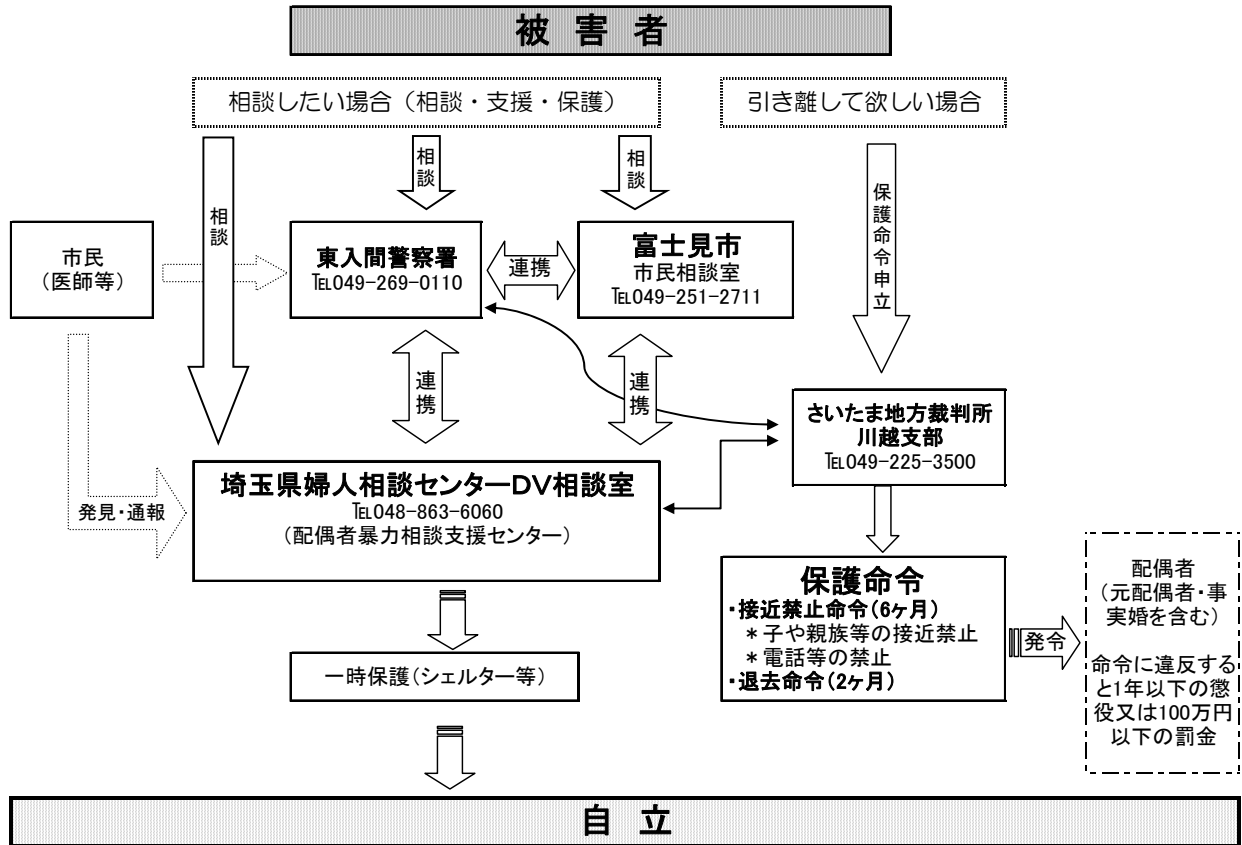 被 害 者
相談したい場合（相談・支援・保護）
引き離して欲しい場合
相談
相談
相談
保護命令申立
市民
（医師等）
東入間警察署
℡049-269-0110
連携
富士見市
市民相談室
℡049-251-2711
連携
連携
さいたま地方裁判所
川越支部
℡049-225-3500
発見・通報
埼玉県婦人相談センターDV相談室
℡048-863-6060
（配偶者暴力相談支援センター）
保護命令
・接近禁止命令(6ヶ月)
＊子や親族等の接近禁止
＊電話等の禁止
・退去命令(2ヶ月)
発令
配偶者
（元配偶者・事
実婚を含む）
命令に違反する
と1年以下の懲
役又は100万円
以下の罰金
一時保護(シェルター等)
自 立